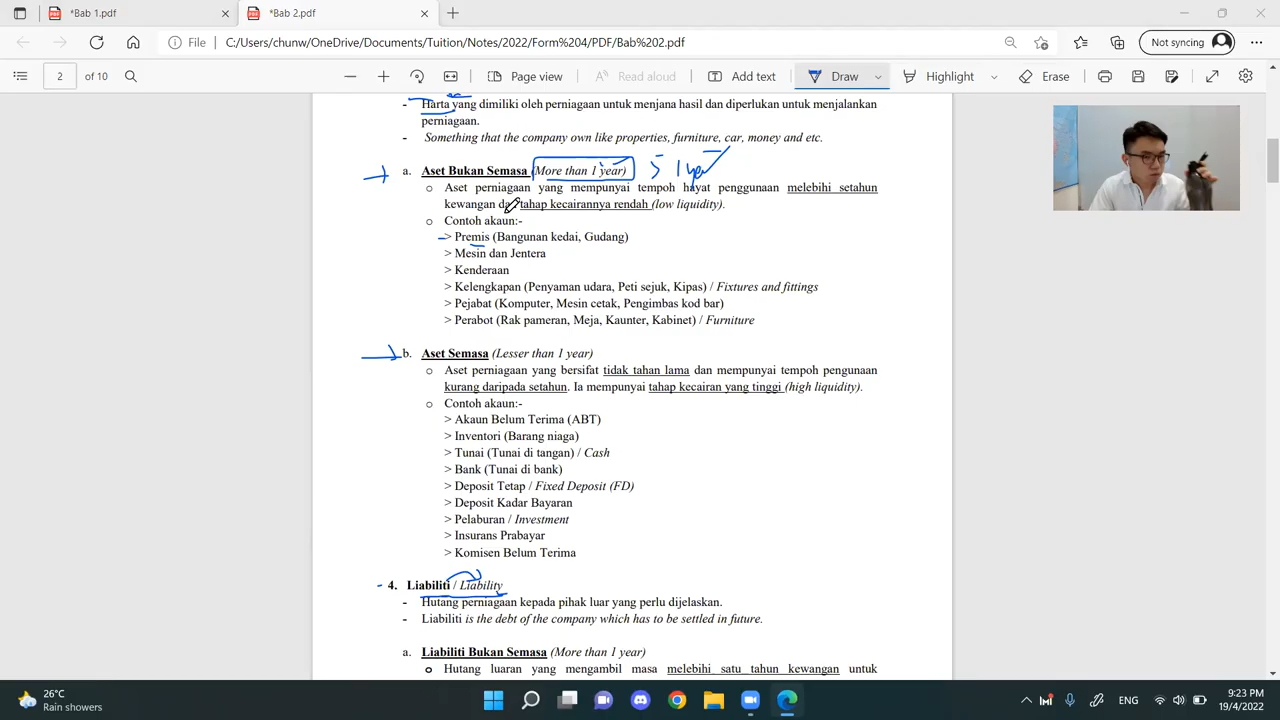 *Bab 1.pdf
*Bab 2.pdf
File
C:/Users/chunw/OneDrive/Documents/Tuition/Notes/2022/Form%204/PDF/Bab%202.pdf
Not syncing
2 of 10
Page view
Read aloud
Add text
Draw
Highlight
Erase
- Harta yang dimiliki oleh perniagaan untuk menjana hasil dan diperlukan untuk menjalankan
perniagaan.
- Something that the company own like properties, furniture, car, money and etc.
a. Aset Bukan Semasa (More than 1 year) 5 1 year
o Aset perniagaan yang mempunyai tempoh hayat penggunaan melebihi setahun
kewangan dan tahap kecairannya rendah (low liquidity).
o Contoh akaun:-
> Premis (Bangunan kedai, Gudang)
> Mesin dan Jentera
> Kenderaan
> Kelengkapan (Penyaman udara, Peti sejuk, Kipas) / Fixtures and fittings
> Pejabat (Komputer, Mesin cetak, Pengimbas kod bar)
> Perabot (Rak pameran, Meja, Kaunter, Kabinet) / Furniture
b. Aset Semasa (Lesser than 1 year)
o Aset perniagaan yang bersifat tidak tahan lama dan mempunyai tempoh pengunaan
kurang daripada setahun. Ia mempunyai tahap kecairan yang tinggi (high liquidity).
o Contoh akaun:-
> Akaun Belum Terima (ABT)
> Inventori (Barang niaga)
> Tunai (Tunai di tangan) / Cash
> Bank (Tunai di bank)
> Deposit Tetap / Fixed Deposit (FD)
> Deposit Kadar Bayaran
> Pelaburan / Investment
> Insurans Prabayar
> Komisen Belum Terima
4. Liabiliti / Liability
- Hutang perniagaan kepada pihak luar yang perlu dijelaskan.
- Liabiliti is the debt of the company which has to be settled in future.
a. Liabiliti Bukan Semasa (More than 1 year)
o Hutang luaran yang mengambil masa melebihi satu tahun kewangan untuk
26°C
Rain showers
ENG
9:23 PM
19/4/2022